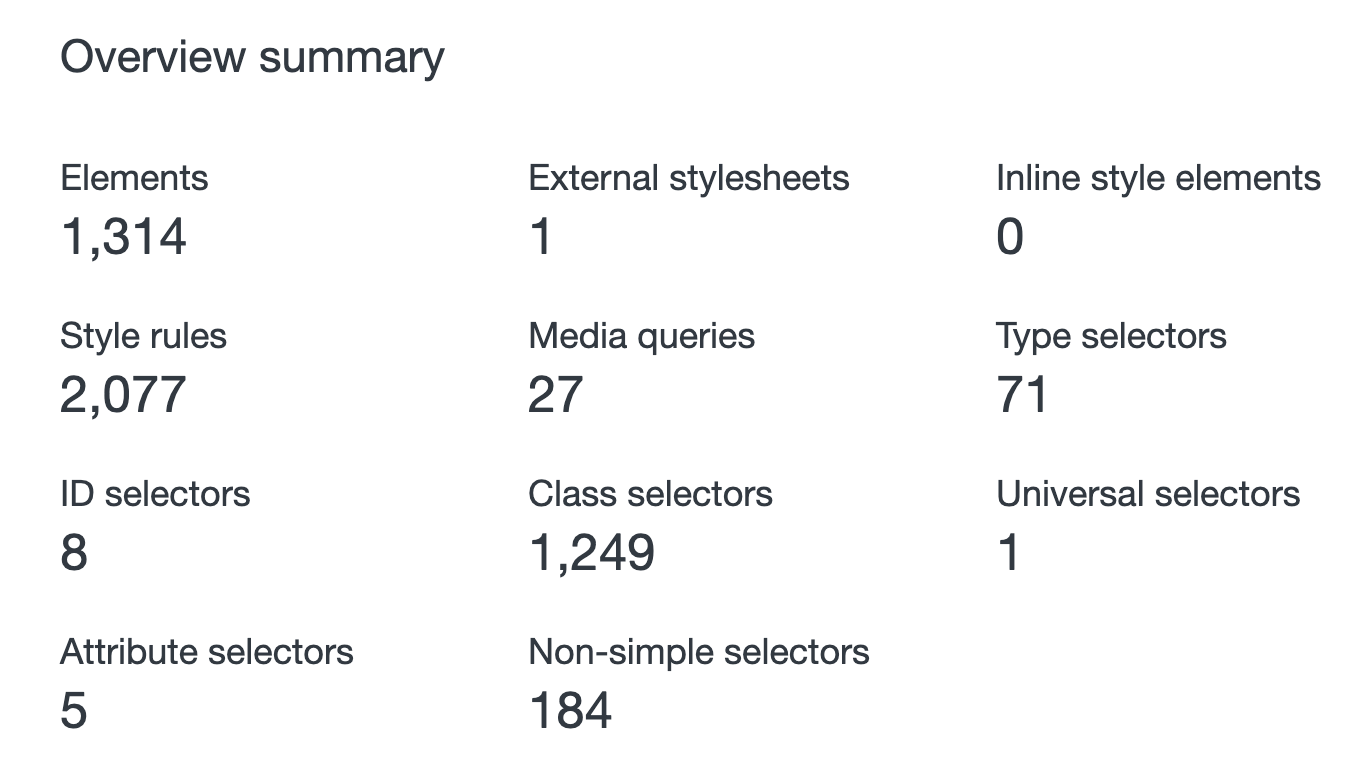 Overview summary
Elements
1,314
External stylesheets
1
Inline style elements
0
Style rules
2,077
Media queries
27
Type selectors
71
ID selectors
8
Class selectors
1,249
Universal selectors
1
Attribute selectors
5
Non-simple selectors
184